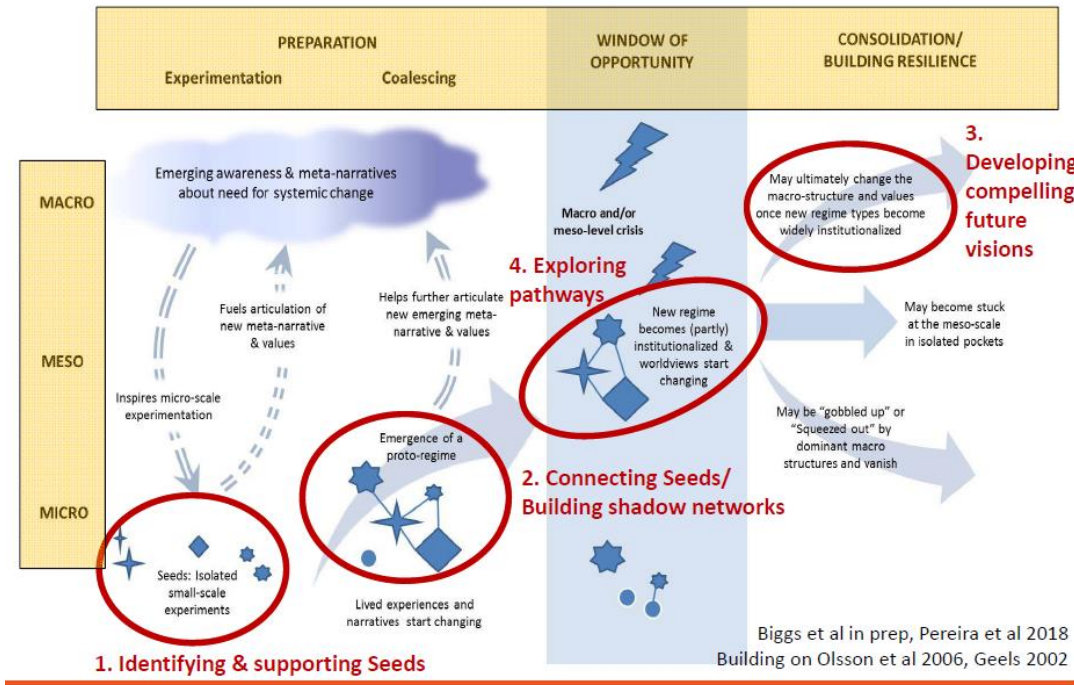 PREPARATION
Experimentation
Coalescing
WINDOW OF
OPPORTUNITY
CONSOLIDATION/
BUILDING RESILIENCE
MACRO
MESO
MICRO
Emerging awareness & meta-narratives
about need for systemic change
Inspires micro-scale
experimentation
Fuels articulation of
new meta-narrative
& values
Helps further articulate
new emerging meta-
narrative & values
Seeds: Isolated
small-scale
experiments
1. Identifying & supporting Seeds
Emergence of a
proto-regime
Lived experiences and
narratives start changing
2. Connecting Seeds/
Building shadow networks
Macro and/or
meso-level crisis
4. Exploring
pathways
New regime
becomes (partly)
institutionalized &
worldviews start
changing
May ultimately change the
macro-structure and values
once new regime types become
widely institutionalized
3.
Developing
compelling
future
visions
May become stuck
at the meso-scale
in isolated pockets
May be "gobbled up" or
"Squeezed out" by
dominant macro
structures and vanish
Biggs et al in prep, Pereira et al 2018
Building on Olsson et al 2006, Geels 2002